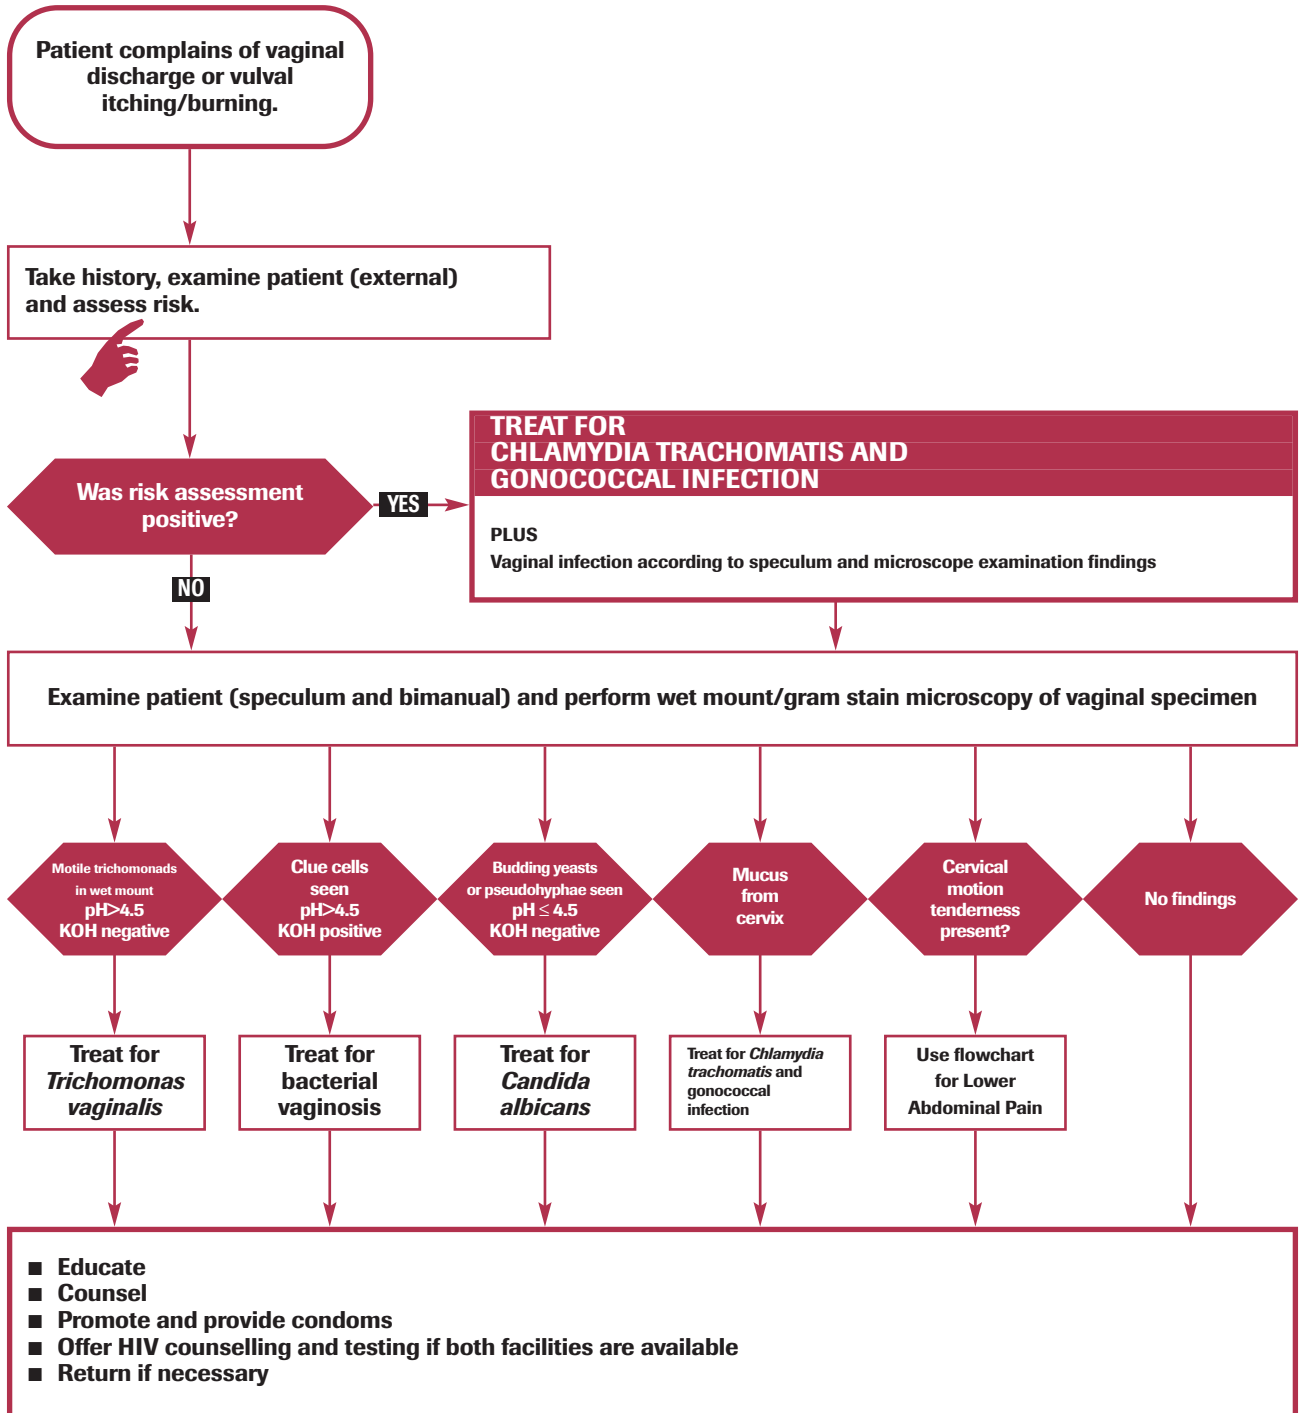 Patient complains of vaginal
discharge or vulval
itching/burning.
Take history, examine patient (external)
and assess risk.
Was risk assessment
positive?
YES
NO
TREAT FOR
CHLAMYDIA TRACHOMATIS AND
GONOCOCCAL INFECTION
PLUS
Vaginal infection according to speculum and microscope examination findings
Examine patient (speculum and bimanual) and perform wet mount/gram stain microscopy of vaginal specimen
Motile trichomonads
in wet mount
pH>4.5
KOH negative
Clue cells
seen
pH>4.5
KOH positive
Budding yeasts
or pseudohyphae seen
pH ≤ 4.5
KOH negative
Mucus
from
cervix
Cervical
motion
tenderness
present?
No findings
Treat for
Trichomonas
vaginalis
Treat for
bacterial
vaginosis
Treat for
Candida
albicans
Treat for Chlamydia
trachomatis and
gonococcal
infection
Use flowchart
for Lower
Abdominal Pain
■ Educate
■ Counsel
■ Promote and provide condoms
■ Offer HIV counselling and testing if both facilities are available
■ Return if necessary